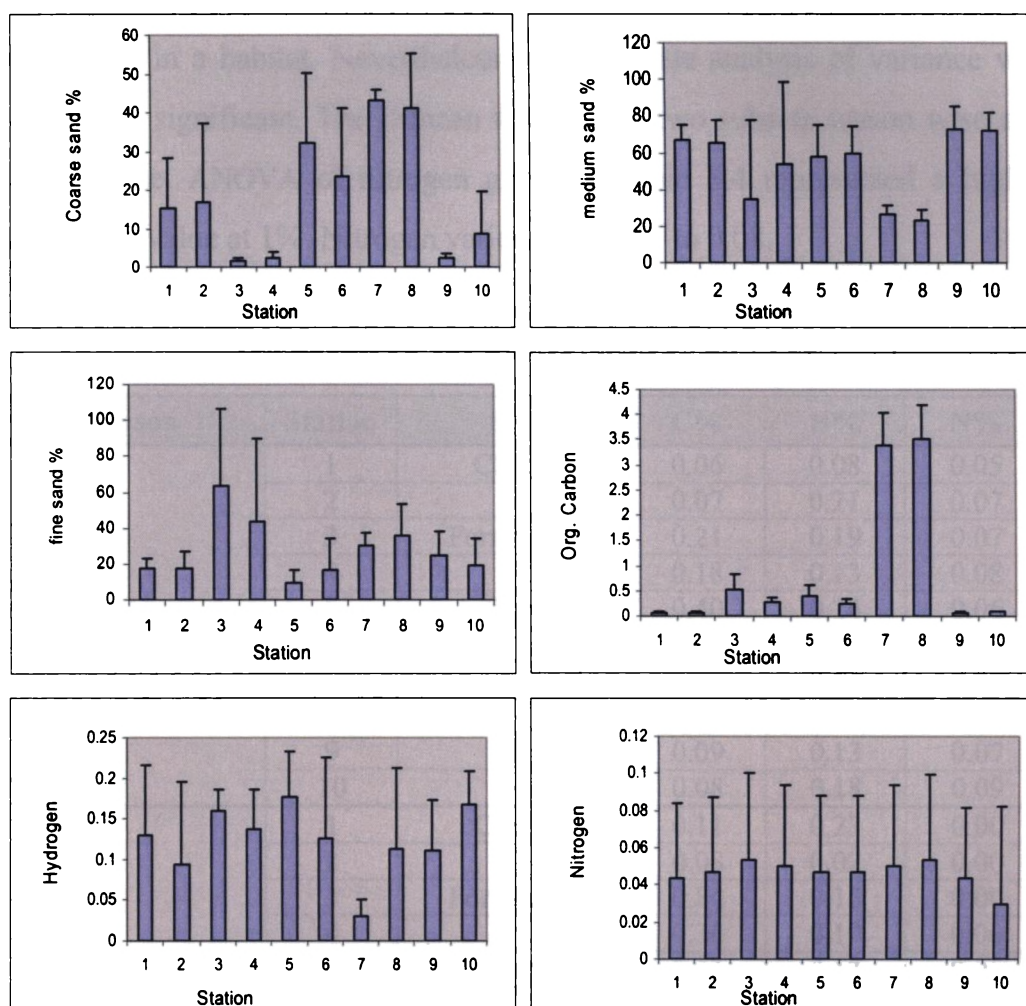 Coarse sand %
60
50
40
30
20
10
0
1 2 3 4 5 6 7 8 9 10
Station
medium sand %
120
100
80
60
40
20
0
1 2 3 4 5 6 7 8 9 10
Station
fine sand %
120
100
80
60
40
20
0
1 2 3 4 5 6 7 8 9 10
Station
Org. Carbon
4.5
4
3.5
3
2.5
2
1.5
1
0.5
0
1 2 3 4 5 6 7 8 9 10
Station
Hydrogen
0.25
0.2
0.15
0.1
0.05
0
1 2 3 4 5 6 7 8 9 10
Station
Nitrogen
0.12
0.1
0.08
0.06
0.04
0.02
0
1 2 3 4 5 6 7 8 9 10
Station